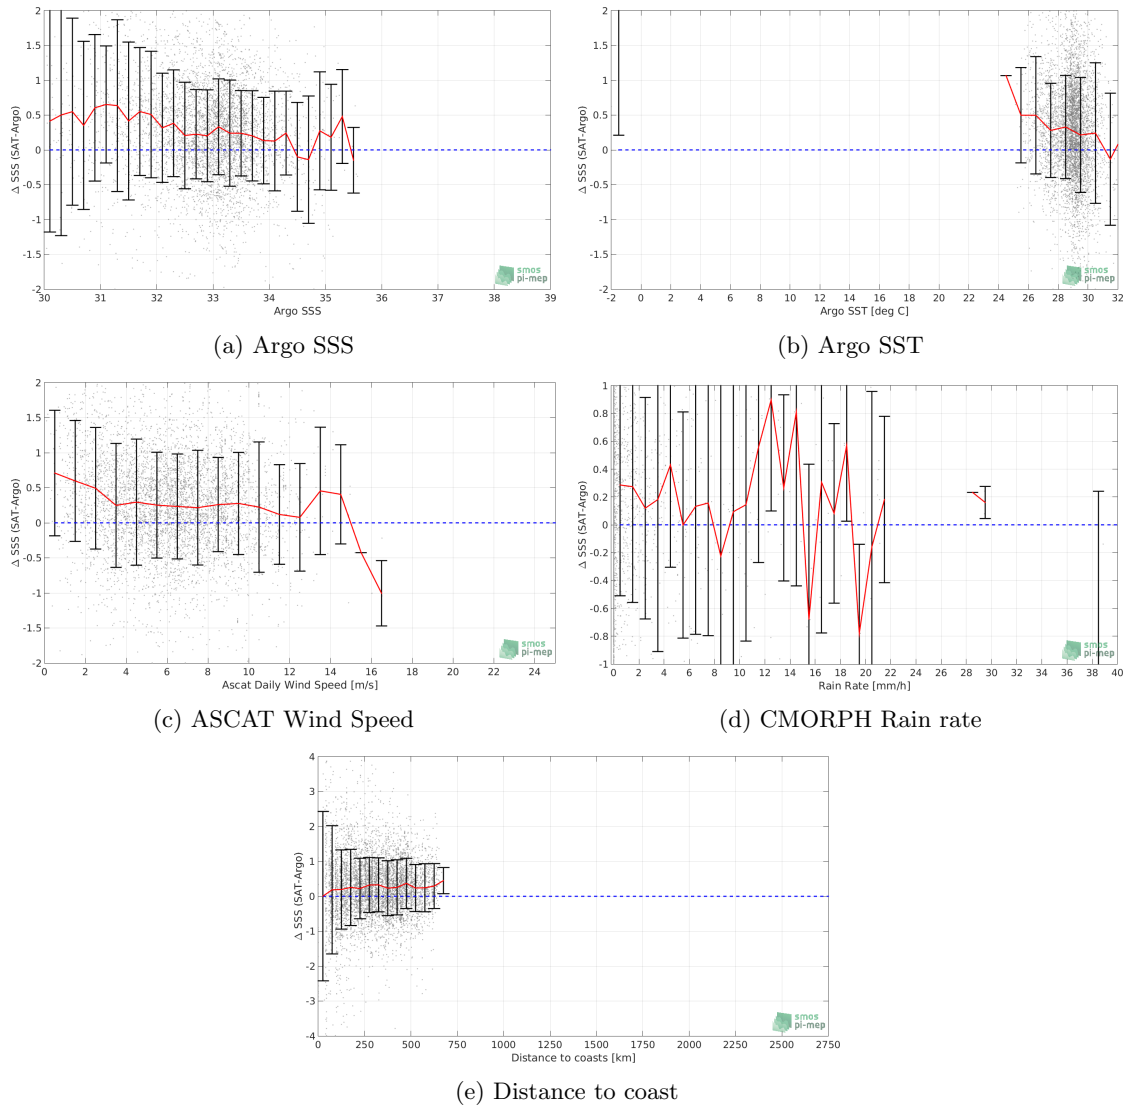 2
1.5
1
0.5
0
-0.5
-1
-1.5
-2
Δ SSS (SAT-Argo)
30 31 32 33 34 35 36 37 38 39
Argo SSS
smos
pi-mep
(a) Argo SSS
2
1.5
1
0.5
0
-0.5
-1
-1.5
-2
Δ SSS (SAT-Argo)
-2 0 2 4 6 8 10 12 14 16 18 20 22 24 26 28 30 32
Argo SST [deg C]
smos
pi-mep
(b) Argo SST
2
1.5
1
0.5
0
-0.5
-1
-1.5
-2
Δ SSS (SAT-Argo)
0 2 4 6 8 10 12 14 16 18 20 22 24
Ascat Daily Wind Speed [m/s]
smos
pi-mep
(c) ASCAT Wind Speed
1
0.8
0.6
0.4
0.2
0
-0.2
-0.4
-0.6
-0.8
-1
Δ SSS (SAT-Argo)
0 2 4 6 8 10 12 14 16 18 20 22 24 26 28 30 32 34 36 38 40
Rain Rate [mm/h]
smos
pi-mep
(d) CMORPH Rain rate
4
3
2
1
0
-1
-2
-3
-4
Δ SSS (SAT-Argo)
0 250 500 750 1000 1250 1500 1750 2000 2250 2500 2750
Distance to coasts [km]
smos
pi-mep
(e) Distance to coast